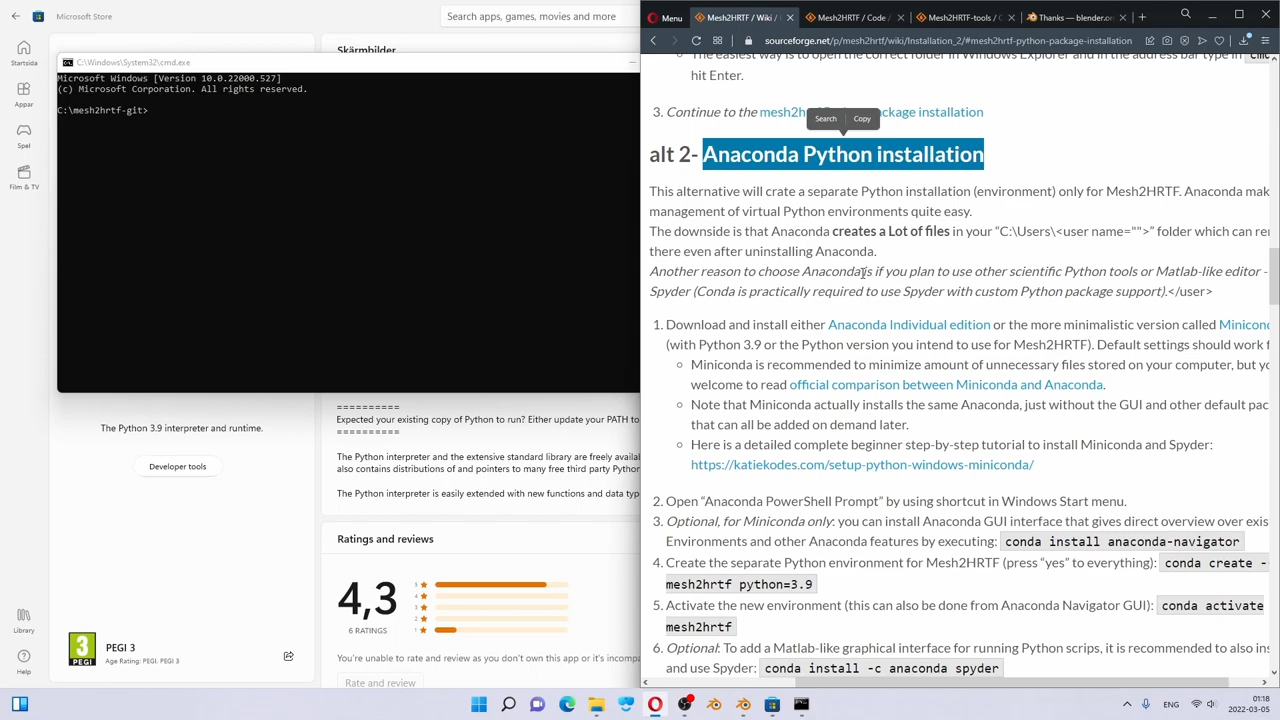 Microsoft Store
Search apps, games, movies and more
Startsida
Appar
Spel
Film & TV
Library
Help
Skärmbilder
C:\Windows\System32\cmd.exe
Microsoft Windows [Version 10.0.22000.527]
(c) Microsoft Corporation. All rights reserved.
C:\mesh2hrtf-git>
The Python 3.9 interpreter and runtime.
Developer tools
==========
Expected your existing copy of Python to run? Either update your PATH to
==========
The Python interpreter and the extensive standard library are freely availab
also contains distributions of and pointers to many free third party Python
The Python interpreter is easily extended with new functions and data typ
Ratings and reviews
4,3
6 RATINGS
5
4
3
2
1
You're unable to rate and review as you don't own this app or it's incompa
Rate and review
3
PEGI
PEGI 3
Age Rating: PEGI. PEGI 3
Menu
Mesh2HRTF / Wiki /
Mesh2HRTF / Code /
Mesh2HRTF-tools / C
Thanks — blender.or
sourceforge.net/p/mesh2hrtf/wiki/Installation_2/#mesh2hrtf-python-package-installation
The easiest way is to open the correct folder in Windows Explorer and in the address bar type in
hit Enter.
3. Continue to the mesh2h ackage installation
Search
Copy
alt 2- Anaconda Python installation
This alternative will crate a separate Python installation (environment) only for Mesh2HRTF. Anaconda mak
management of virtual Python environments quite easy.
The downside is that Anaconda creates a Lot of files in your “C:\Users\<user name="">” folder which can re
there even after uninstalling Anaconda.
Another reason to choose Anaconda is if you plan to use other scientific Python tools or Matlab-like editor -
Spyder (Conda is practically required to use Spyder with custom Python package support).</user>
1. Download and install either Anaconda Individual edition or the more minimalistic version called Minicon
(with Python 3.9 or the Python version you intend to use for Mesh2HRTF). Default settings should work f
Miniconda is recommended to minimize amount of unnecessary files stored on your computer, but yo
welcome to read official comparison between Miniconda and Anaconda.
Note that Miniconda actually installs the same Anaconda, just without the GUI and other default pac
that can all be added on demand later.
Here is a detailed complete beginner step-by-step tutorial to install Miniconda and Spyder:
https://katiekodes.com/setup-python-windows-miniconda/
2. Open “Anaconda PowerShell Prompt” by using shortcut in Windows Start menu.
3. Optional, for Miniconda only: you can install Anaconda GUI interface that gives direct overview over exis
Environments and other Anaconda features by executing: conda install anaconda-navigator
4. Create the separate Python environment for Mesh2HRTF (press “yes” to everything): conda create -
mesh2hrtf python=3.9
5. Activate the new environment (this can also be done from Anaconda Navigator GUI): conda activate
mesh2hrtf
6. Optional: To add a Matlab-like graphical interface for running Python scrips, it is recommended to also ins
and use Spyder: conda install -c anaconda spyder
ENG
01:18
2022-03-05